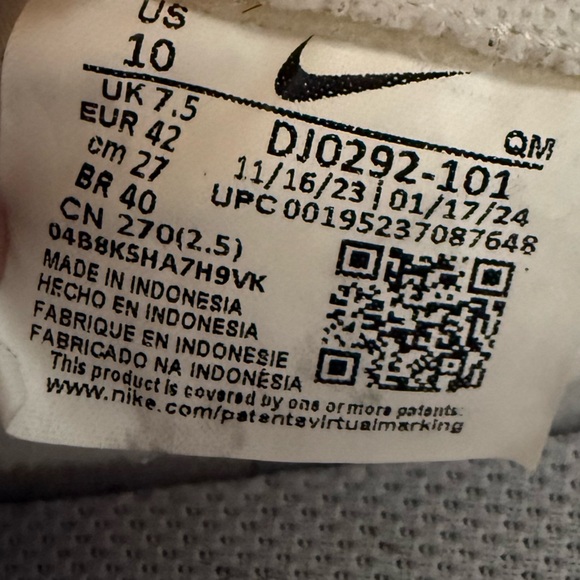 US
10
UK 7.5
EUR 42
cm 27
BR 40
CN 270(2.5)
04B8K5HA7H9VK
QM
DJ0292-101
11/16/23 | 01/17/24
UPC 00195237087648
MADE IN INDONESIA
HECHO EN INDONESIA
FABRIQUE EN INDONESIE
FABRICADO NA INDONÉSIA
This product is covered by one or more patents:
www.nike.com/patentsvirtualmarking